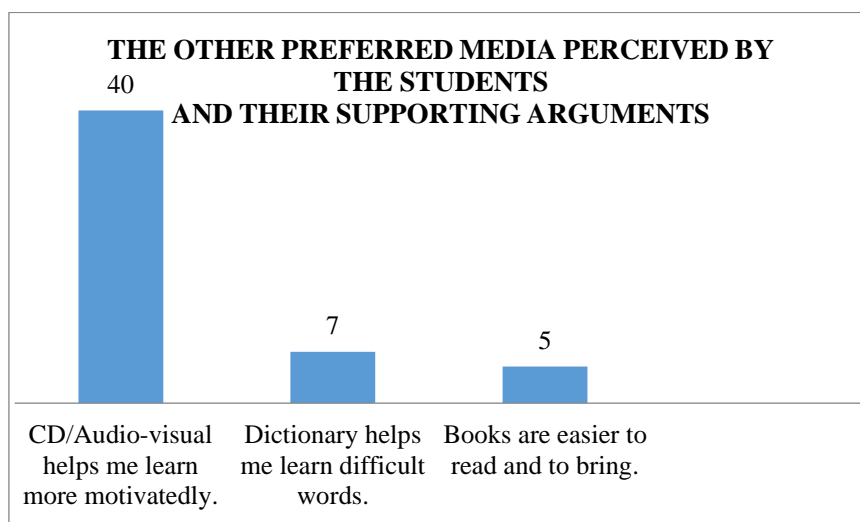 THE OTHER PREFERRED MEDIA PERCEIVED BY
THE STUDENTS
AND THEIR SUPPORTING ARGUMENTS
40
7
5
CD/Audio-visual
helps me learn
more motivatedly.
Dictionary helps
me learn difficult
words.
Books are easier to
read and to bring.